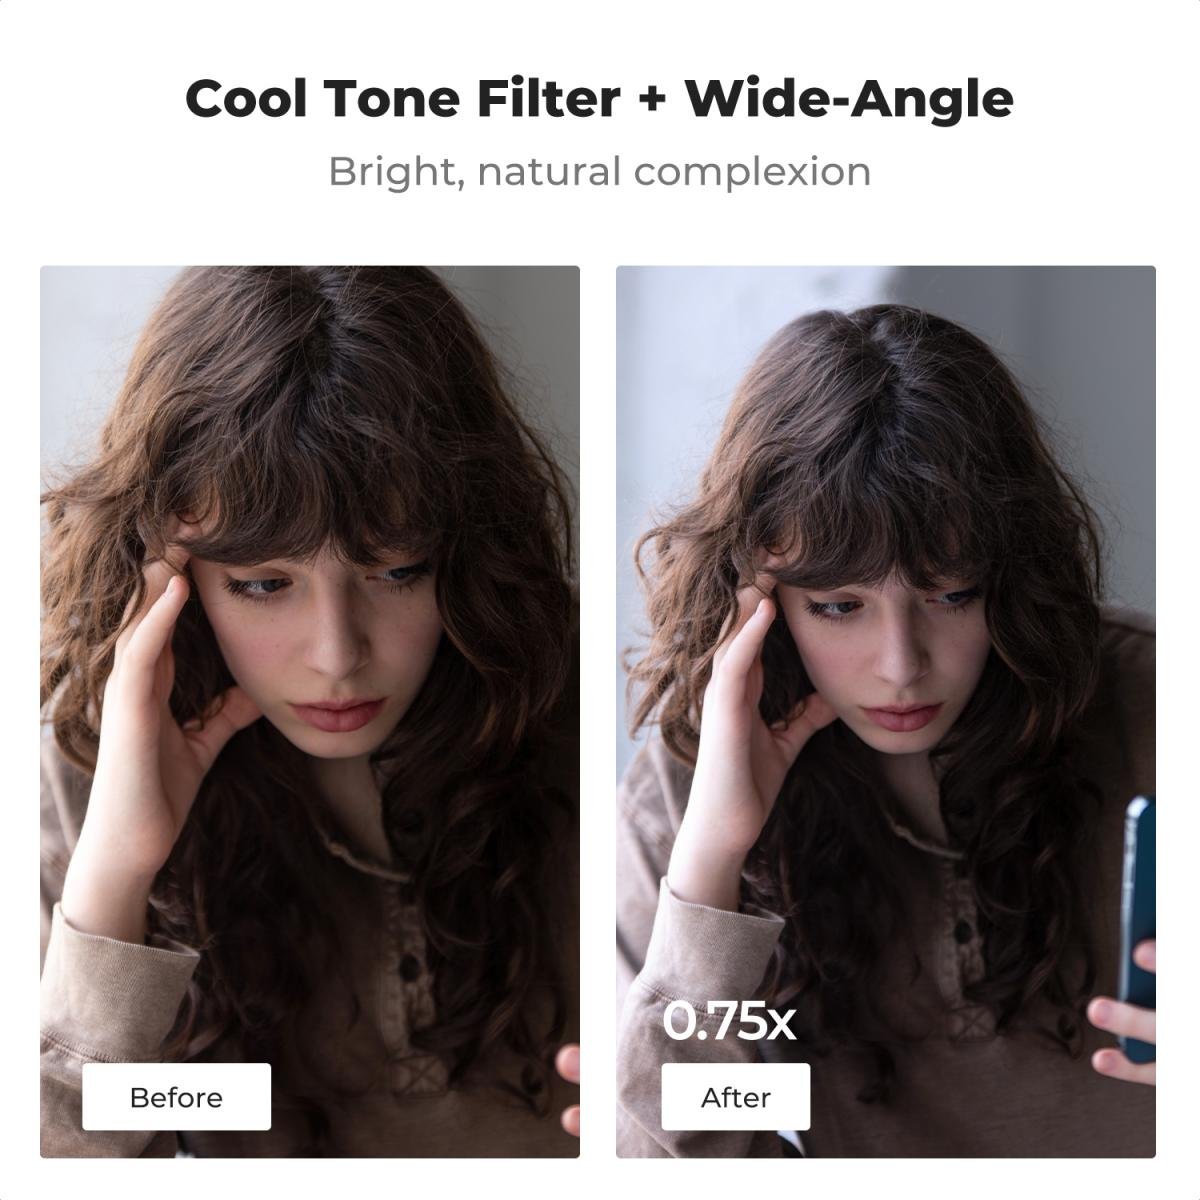 Cool Tone Filter + Wide-Angle
Bright, natural complexion
Before
0.75x
After